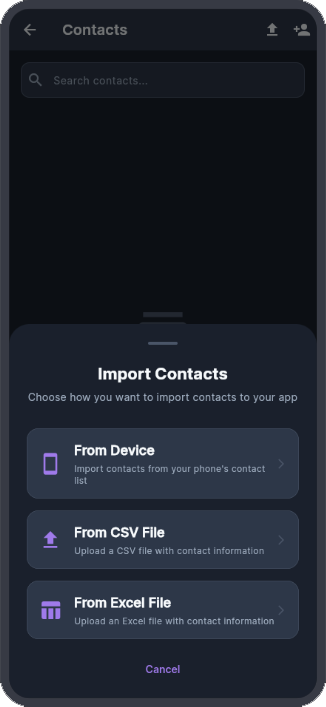 Contacts
Search contacts...
Import Contacts
Choose how you want to import contacts to your app
From Device
Import contacts from your phone's contact
list
From CSV File
Upload a CSV file with contact information
From Excel File
Upload an Excel file with contact information
Cancel